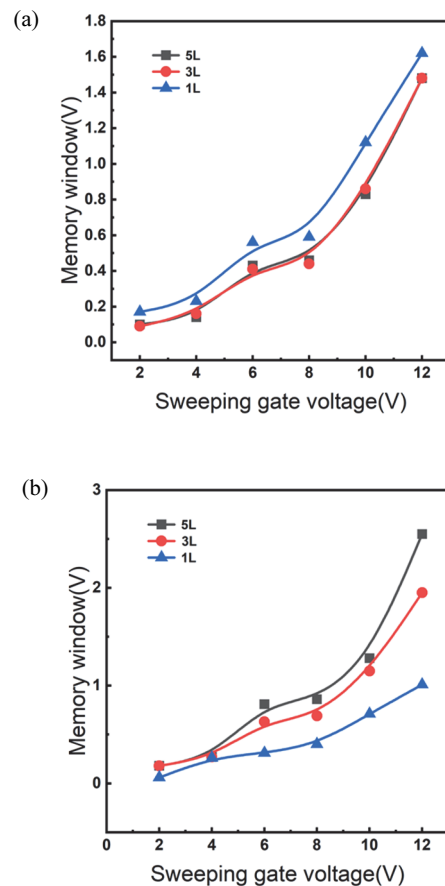 (a)
1.8
1.6
1.4
1.2
1.0
0.8
0.6
0.4
0.2
0.0
Memory window(V)
5L
3L
1L
2 4 6 8 10 12
Sweeping gate voltage(V)
(b)
3
2
1
0
Memory window(V)
5L
3L
1L
0 2 4 6 8 10 12
Sweeping gate voltage(V)